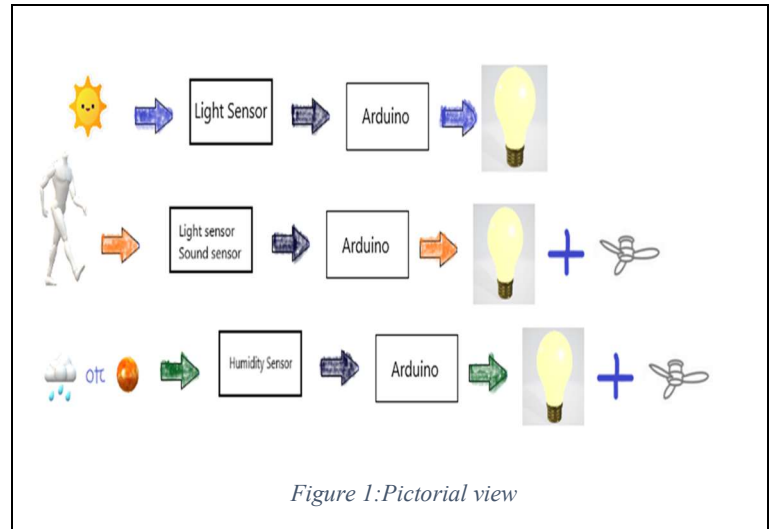 Light Sensor
Arduino
Light sensor
Sound sensor
Arduino
or
Humidity Sensor
Arduino
Figure 1:Pictorial view